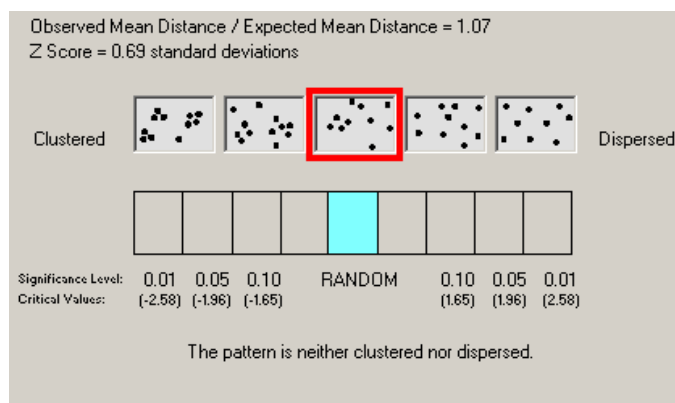 Observed Mean Distance / Expected Mean Distance = 1.07
Z Score = 0.69 standard deviations
Clustered
Dispersed
Significance Level: 0.01 0.05 0.10 RANDOM 0.10 0.05 0.01
Critical Values: (-2.58) (-1.96) (-1.65) (1.65) (1.96) (2.58)
The pattern is neither clustered nor dispersed.